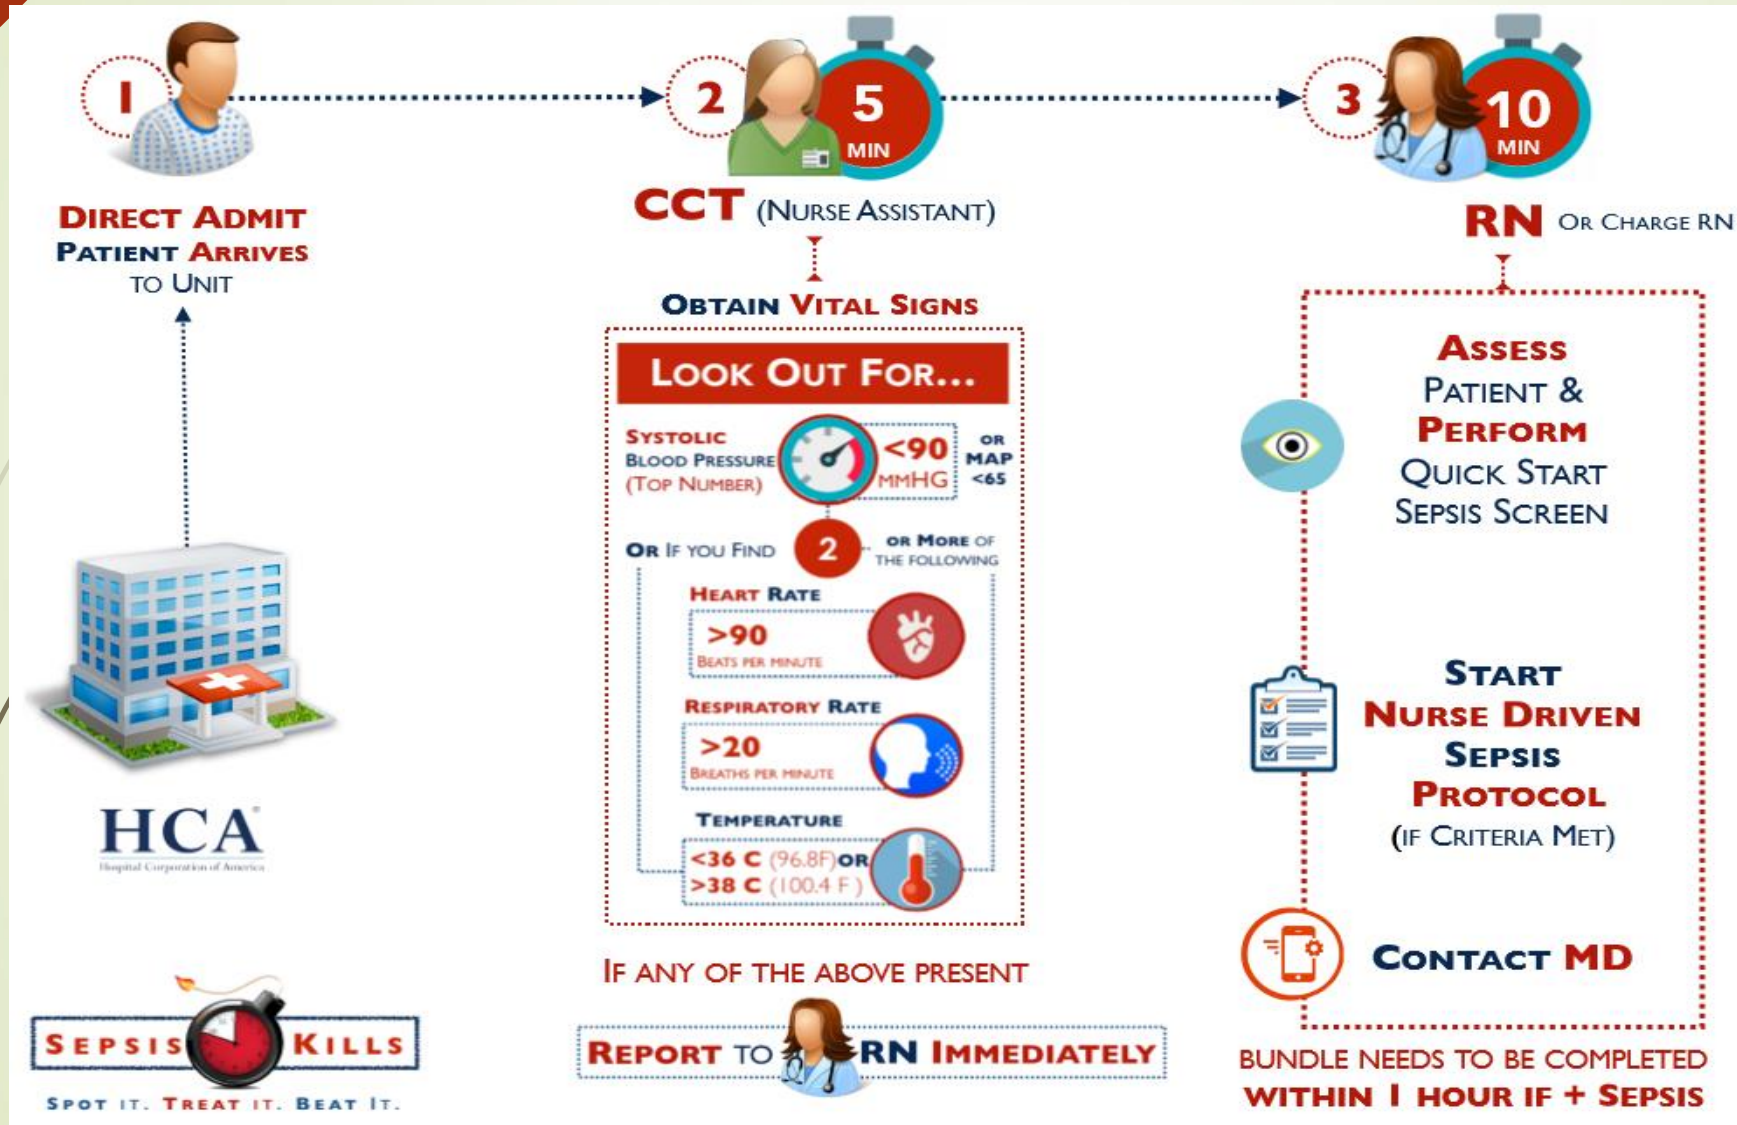 1
DIRECT ADMIT
PATIENT ARRIVES
TO UNIT
HCA®
Hospital Corporation of America
SEPSIS KILLS
SPOT IT. TREAT IT. BEAT IT.
2
5
MIN
CCT (NURSE ASSISTANT)
OBTAIN VITAL SIGNS
LOOK OUT FOR...
SYSTOLIC
BLOOD PRESSURE
(TOP NUMBER)
<90
MMHG
OR
MAP
<65
OR IF YOU FIND
2
OR MORE OF
THE FOLLOWING
HEART RATE
>90
BEATS PER MINUTE
RESPIRATORY RATE
>20
BREATHS PER MINUTE
TEMPERATURE
<36 C (96.8F) OR
>38 C (100.4 F )
IF ANY OF THE ABOVE PRESENT
REPORT TO RN IMMEDIATELY
3
10
MIN
RN OR CHARGE RN
ASSESS
PATIENT &
PERFORM
QUICK START
SEPSIS SCREEN
START
NURSE DRIVEN
SEPSIS
PROTOCOL
(IF CRITERIA MET)
CONTACT MD
BUNDLE NEEDS TO BE COMPLETED
WITHIN 1 HOUR IF + SEPSIS